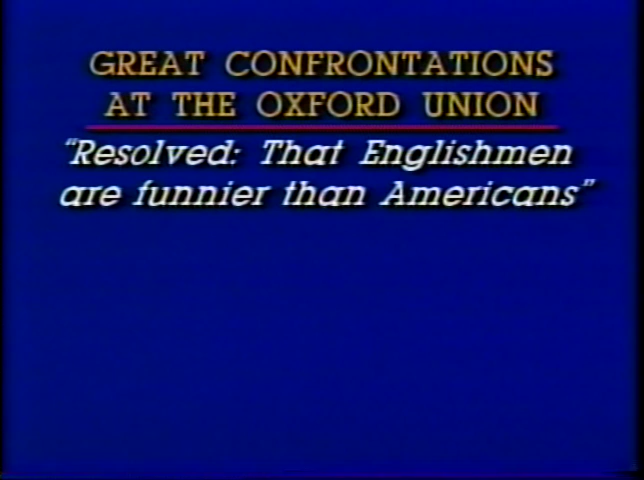 GREAT CONFRONTATIONS
AT THE OXFORD UNION
"Resolved: That Englishmen
are funnier than Americans"